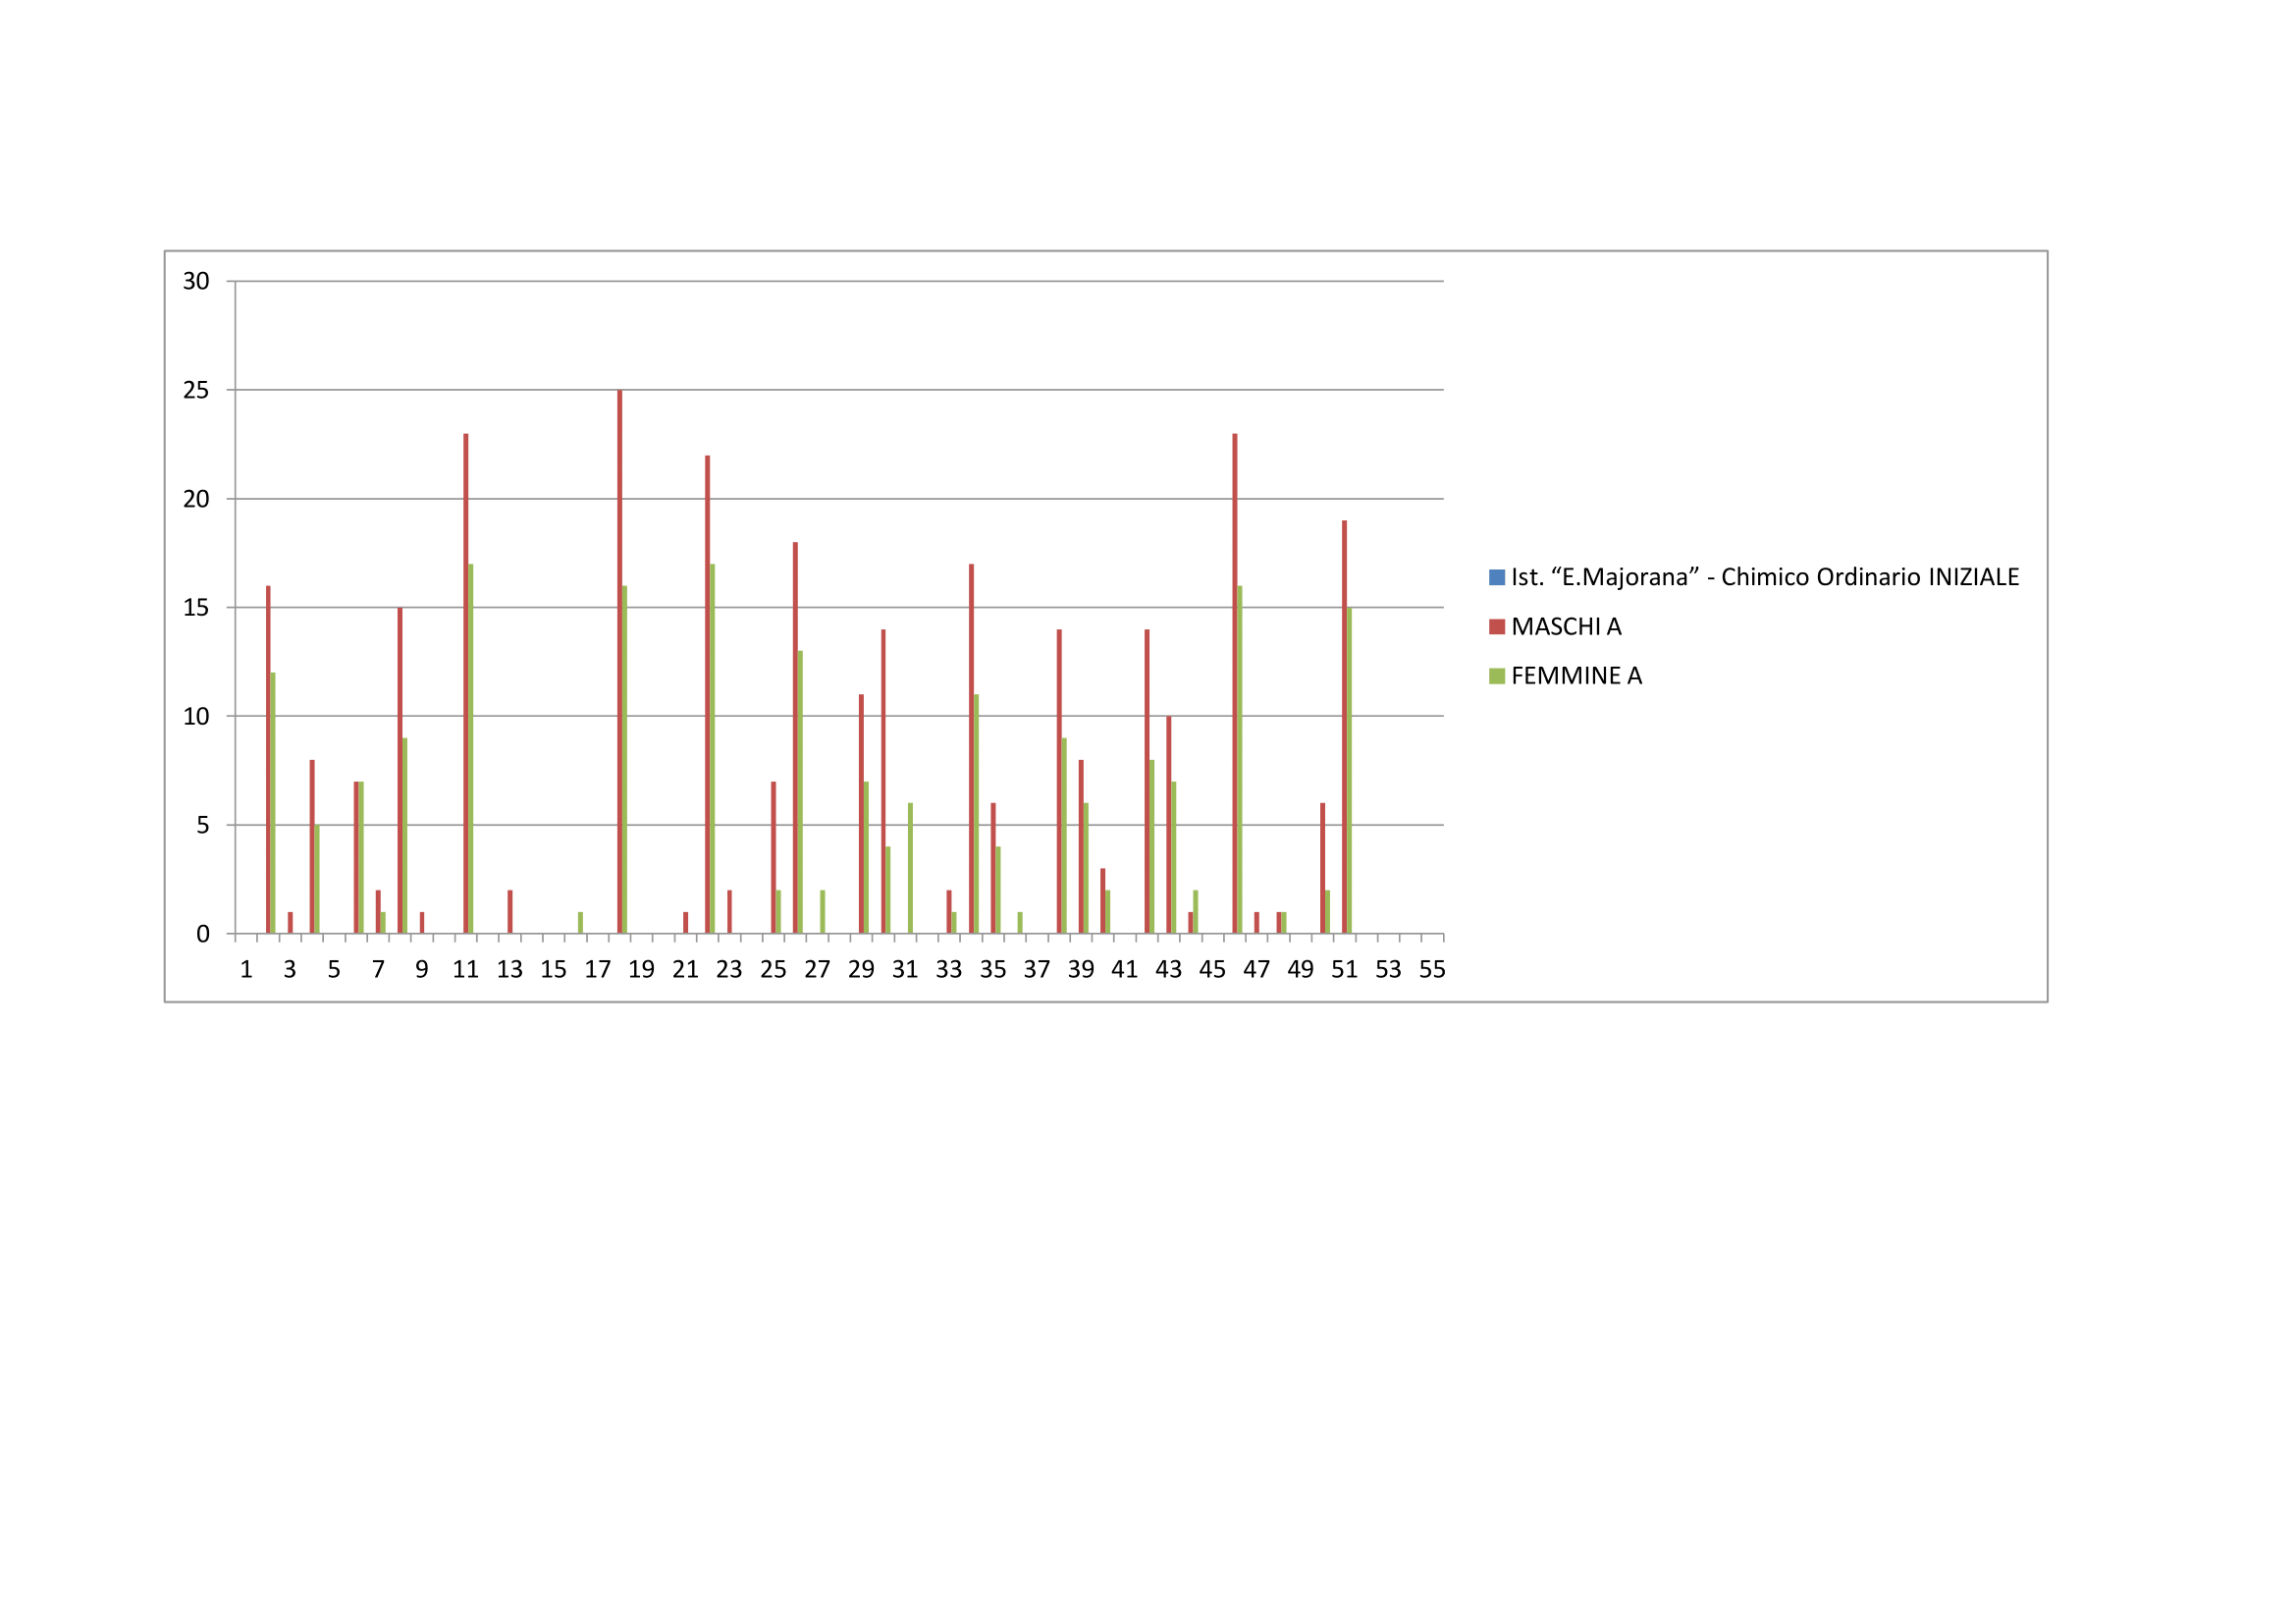 30
25
20
15
10
5
0
1 3 5 7 9 11 13 15 17 19 21 23 25 27 29 31 33 35 37 39 41 43 45 47 49 51 53 55
Ist. “E.Majorana” - Chimico Ordinario INIZIALE
MASCHI A
FEMMINE A